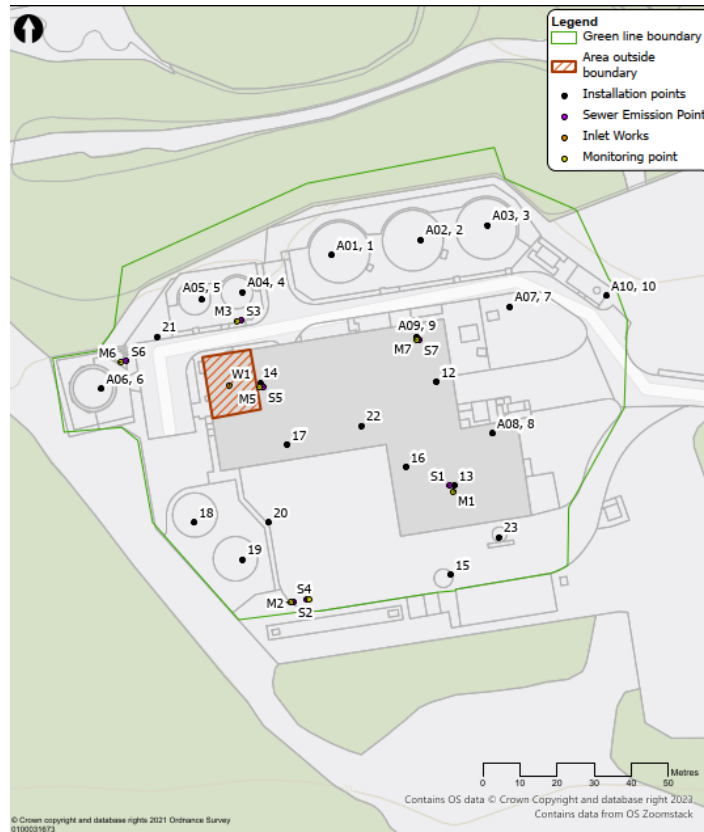 Legend
Green line boundary
Area outside
boundary
Installation points
Sewer Emission Point
Inlet Works
Monitoring point
A03, 3
A02, 2
A01, 1
A04, 4
A05, 5
A10, 10
A07, 7
M3
S3
21
A09, 9
M6
S6
M7
S7
A06, 6
W1
14
12
M5
S5
22
A08, 8
17
16
S1
13
M1
18
20
23
19
15
S4
M2
S2
0
10
20
30
40
50
Metres
Contains OS data © Crown Copyright and database right 2023
Contains data from OS Zoomstack
© Crown copyright and database rights 2021 Ordnance Survey
0100031673